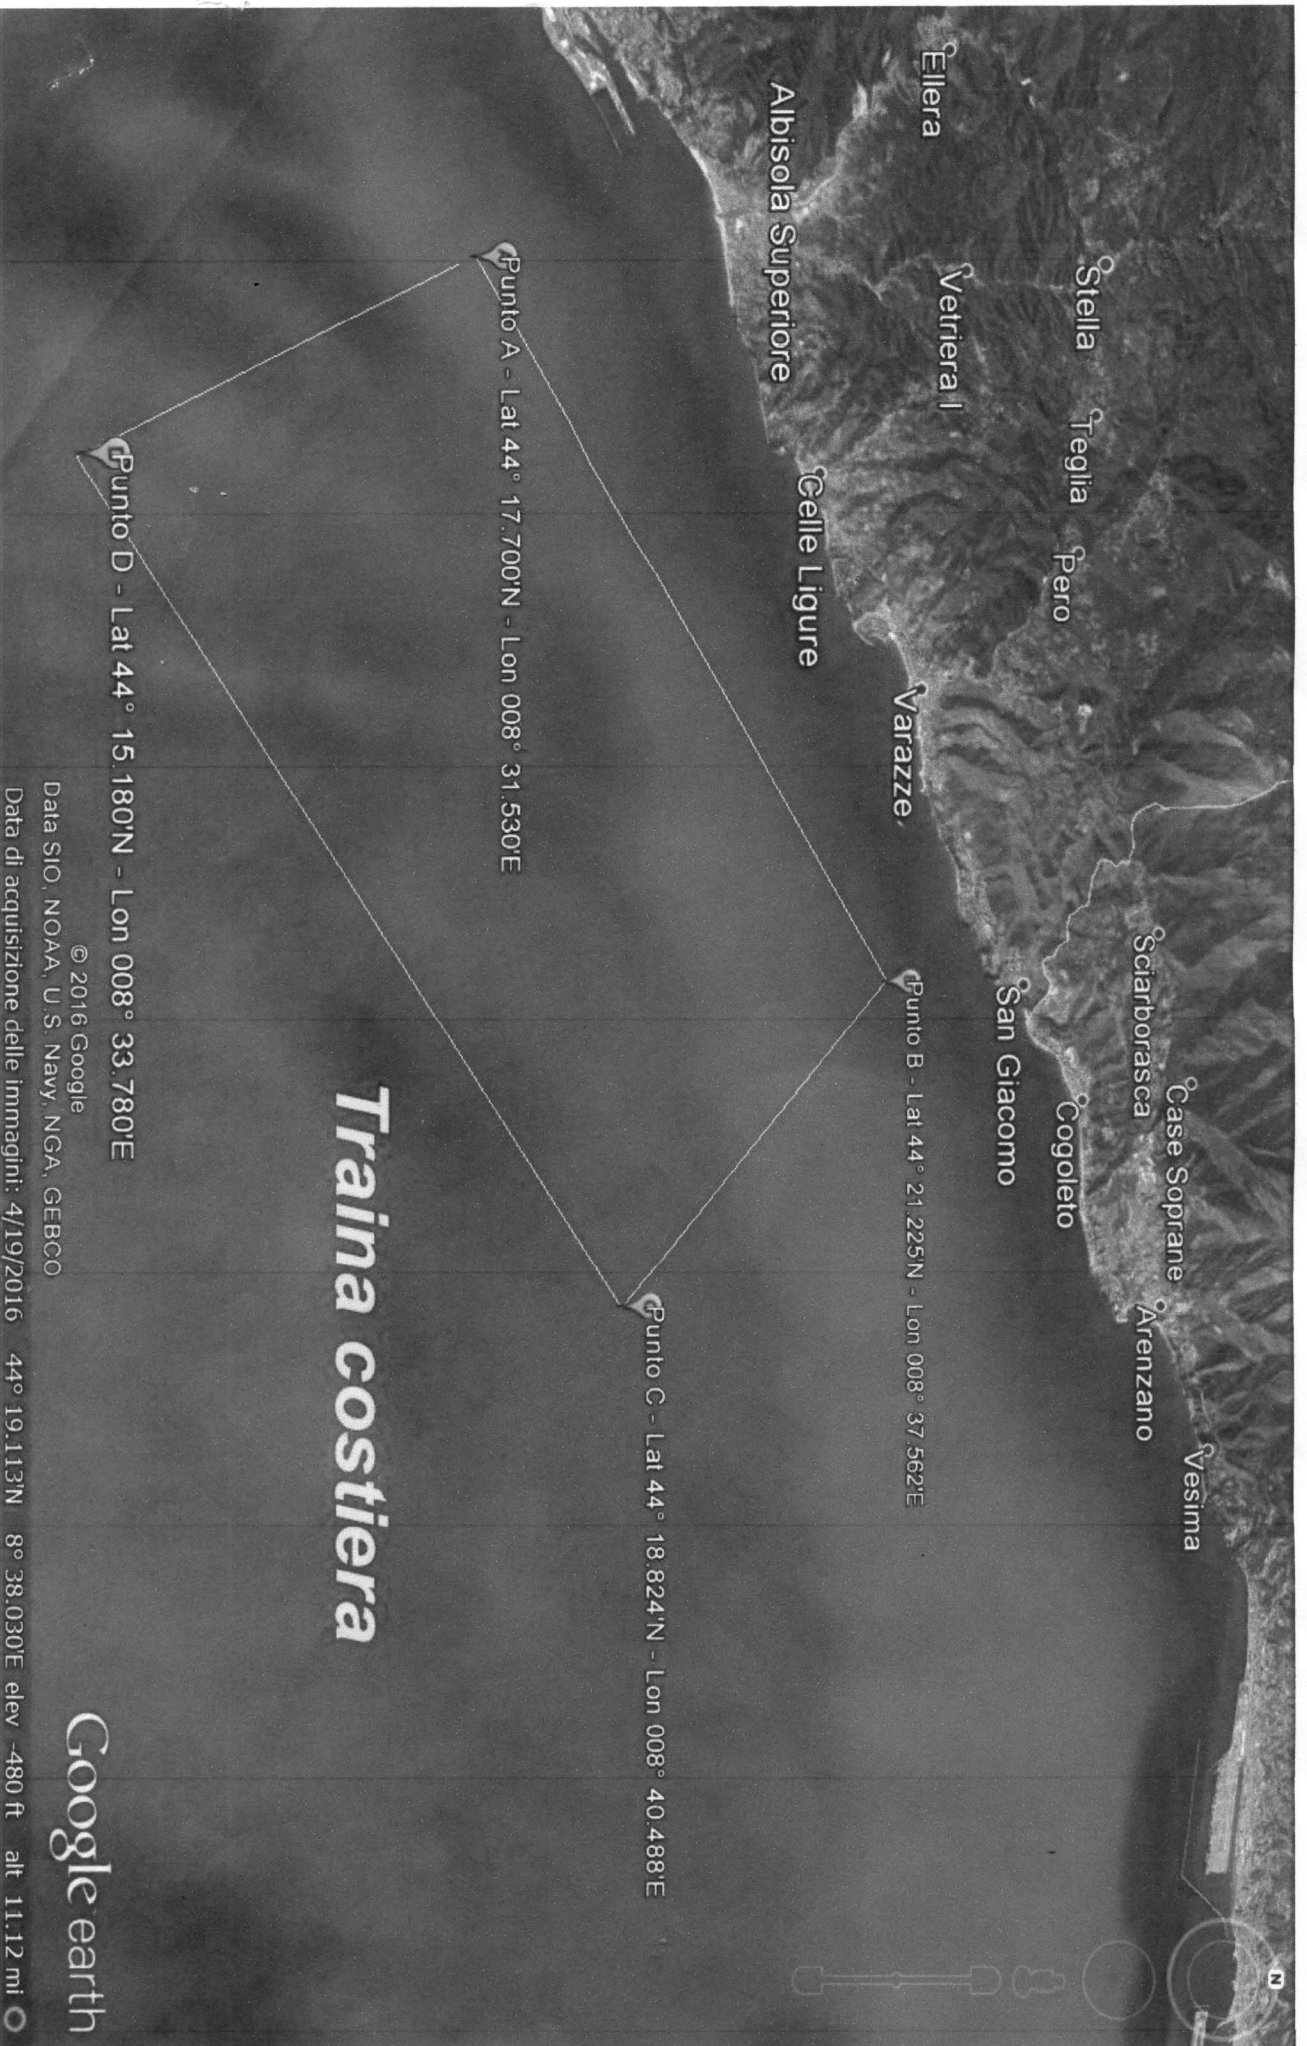 Ellera
Stella
Vetriera I
Teglia
Pero
Albisola Superiore
Celle Ligure
Varazze
Sciarborasca
Case Soprane
San Giacomo
Cogoleto
Arenzano
Vesima
N
Punto A - Lat 44° 17.700'N - Lon 008° 31.530'E
Punto B - Lat 44° 21.225'N - Lon 008° 37.562'E
Punto C - Lat 44° 18.824'N - Lon 008° 40.488'E
Punto D - Lat 44° 15.180'N - Lon 008° 33.780'E
Traina costiera
© 2016 Google
Data SIO, NOAA, U.S. Navy, NGA, GEBCO
Google earth
Data di acquisizione delle immagini: 4/19/2016 44° 19.113'N 8° 38.030'E elev -480 ft alt 11.12 mi